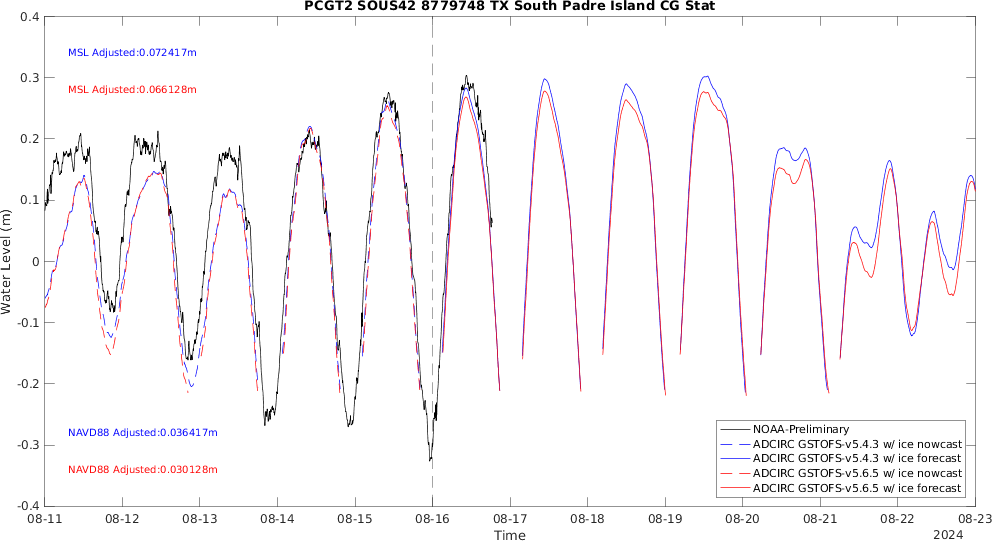 PCGT2 SOUS42 8779748 TX South Padre Island CG Stat
0.4
0.3
0.2
0.1
0
-0.1
-0.2
-0.3
-0.4
Water Level (m)
MSL Adjusted:0.072417m
MSL Adjusted:0.066128m
NAVD88 Adjusted:0.036417m
NAVD88 Adjusted:0.030128m
NOAA-Preliminary
ADCIRC GSTOFS-v5.4.3 w/ ice nowcast
ADCIRC GSTOFS-v5.4.3 w/ ice forecast
ADCIRC GSTOFS-v5.6.5 w/ ice nowcast
ADCIRC GSTOFS-v5.6.5 w/ ice forecast
08-11 08-12 08-13 08-14 08-15 08-16 08-17 08-18 08-19 08-20 08-21 08-22 08-23
Time
2024